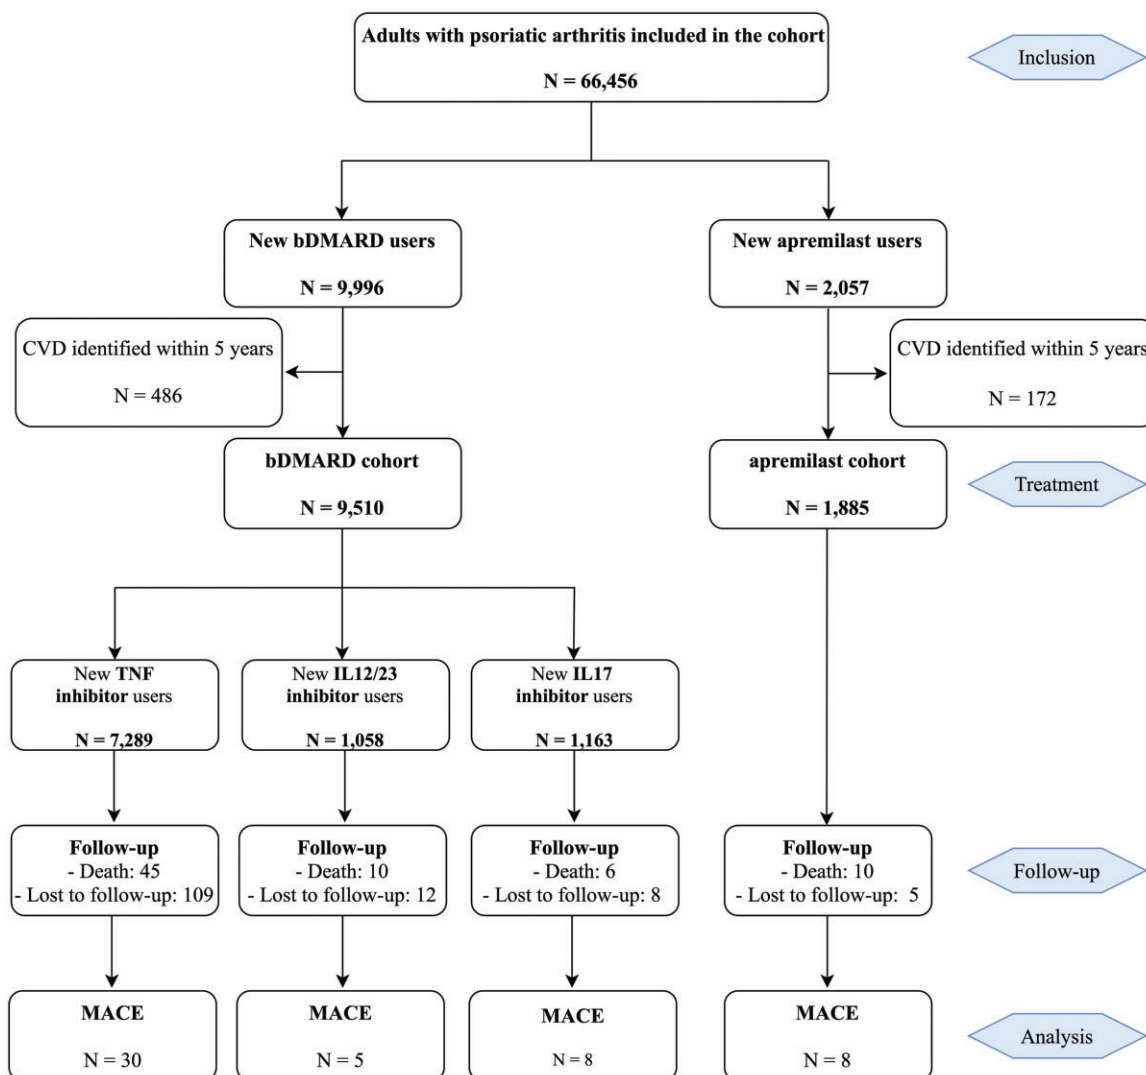 Adults with psoriatic arthritis included in the cohort
N = 66,456
Inclusion
New bDMARD users
N = 9,996
New apremilast users
N = 2,057
CVD identified within 5 years
N = 486
CVD identified within 5 years
N = 172
bDMARD cohort
N = 9,510
apremilast cohort
N = 1,885
Treatment
New TNF
inhibitor users
N = 7,289
New IL12/23
inhibitor users
N = 1,058
New IL17
inhibitor users
N = 1,163
Follow-up
- Death: 45
- Lost to follow-up: 109
Follow-up
- Death: 10
- Lost to follow-up: 12
Follow-up
- Death: 6
- Lost to follow-up: 8
Follow-up
- Death: 10
- Lost to follow-up: 5
Follow-up
MACE
N = 30
MACE
N = 5
MACE
N = 8
MACE
N = 8
Analysis